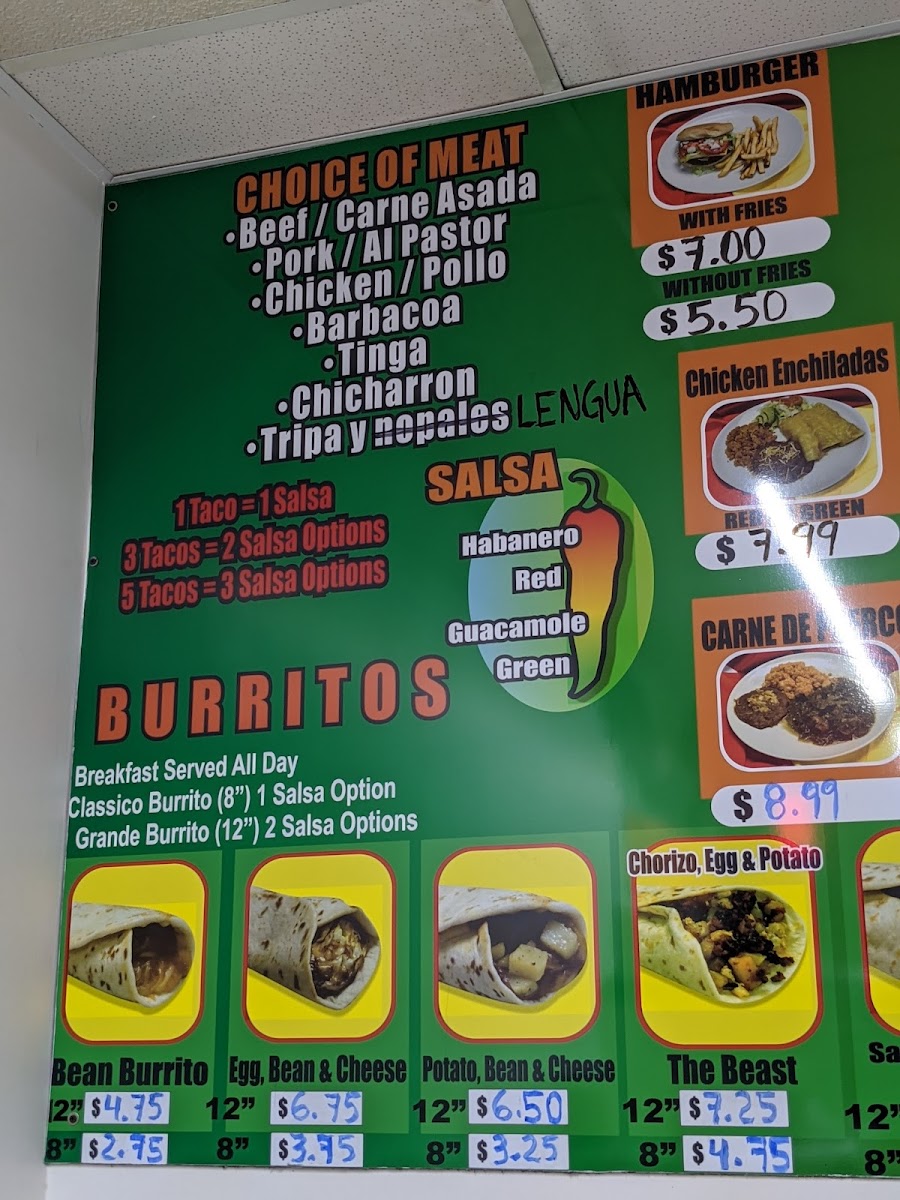 CHOICE OF MEAT
•Beef / Carne Asada
•Pork / Al Pastor
•Chicken / Pollo
•Barbacoa
•Tinga
•Chicharron
•Tripa y nopales LENGUA
1 Taco = 1 Salsa
3 Tacos = 2 Salsa Options
5 Tacos = 3 Salsa Options
SALSA
Habanero
Red
Guacamole
Green
HAMBURGER
WITH FRIES
$7.00
WITHOUT FRIES
$5.50
Chicken Enchiladas
GREEN
$7.99
CARNE DE
$8.99
BURRITOS
Breakfast Served All Day
Classico Burrito (8”) 1 Salsa Option
Grande Burrito (12”) 2 Salsa Options
Bean Burrito
12” $4.75
8” $2.75
Egg, Bean & Cheese
12” $6.75
8” $3.75
Potato, Bean & Cheese
12” $6.50
8” $3.25
Chorizo, Egg & Potato
The Beast
12” $7.25
8” $4.75
Sa
12”
8”